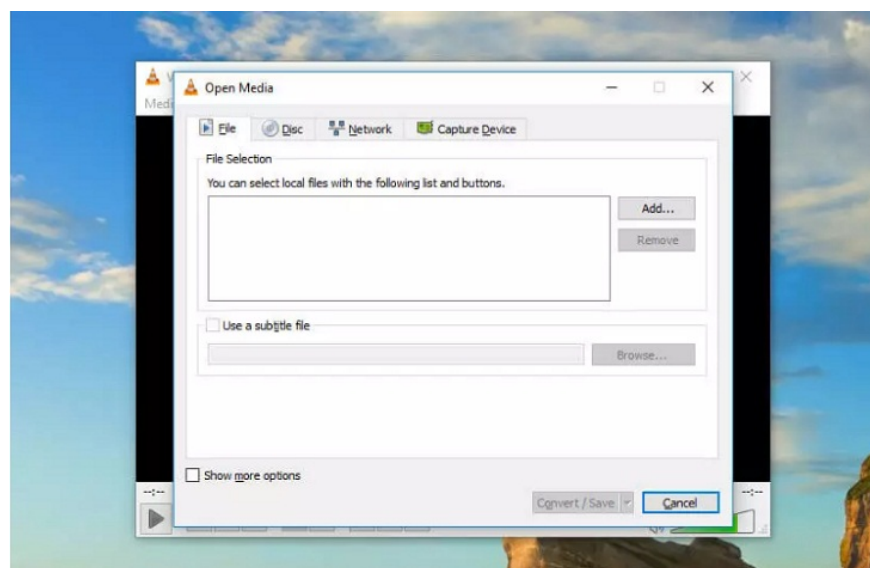 Open Media
Medi
File Disc Network Capture Device
File Selection
You can select local files with the following list and buttons.
Add...
Remove
Use a subtitle file
Browse...
Show more options
--:-- --:--
Convert / Save Cancel